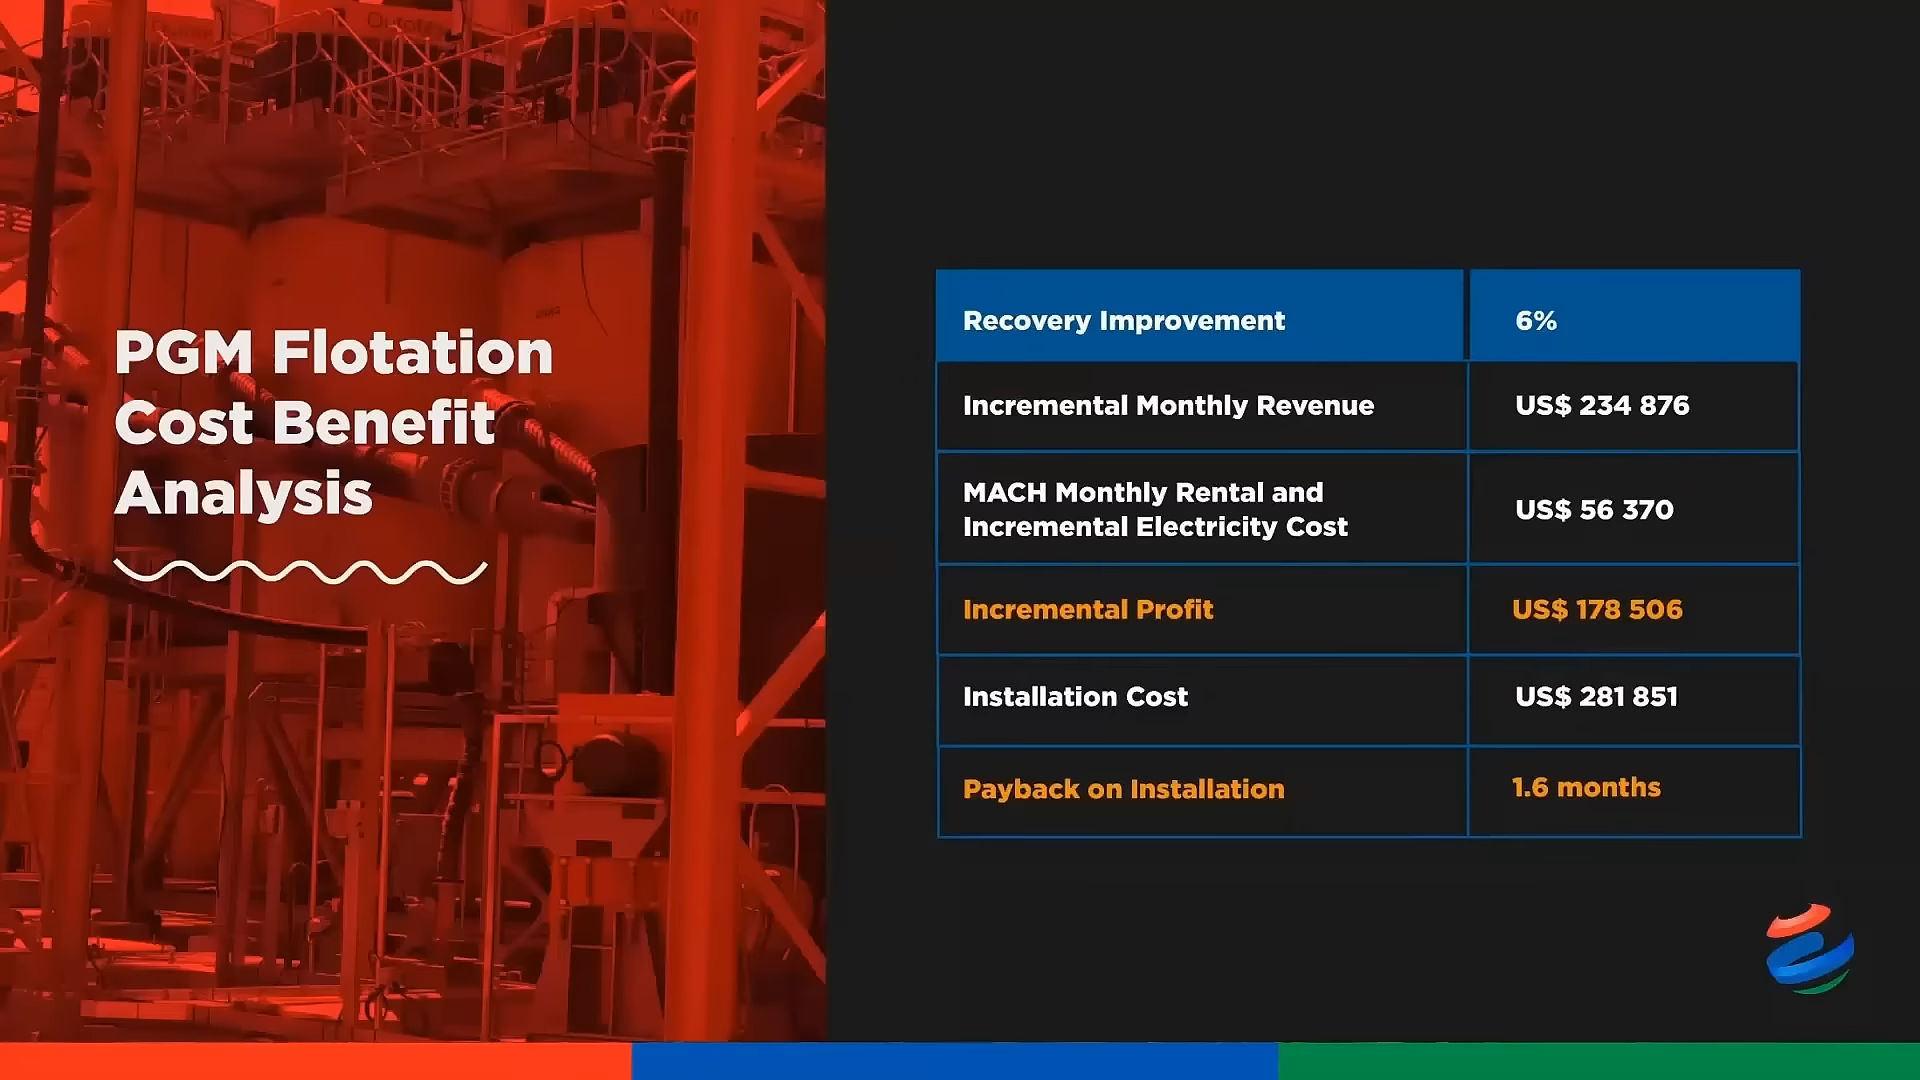 PGM Flotation
Cost Benefit
Analysis
Recovery Improvement
6%
Incremental Monthly Revenue
US$ 234 876
MACH Monthly Rental and
Incremental Electricity Cost
US$ 56 370
Incremental Profit
US$ 178 506
Installation Cost
US$ 281 851
Payback on Installation
1.6 months